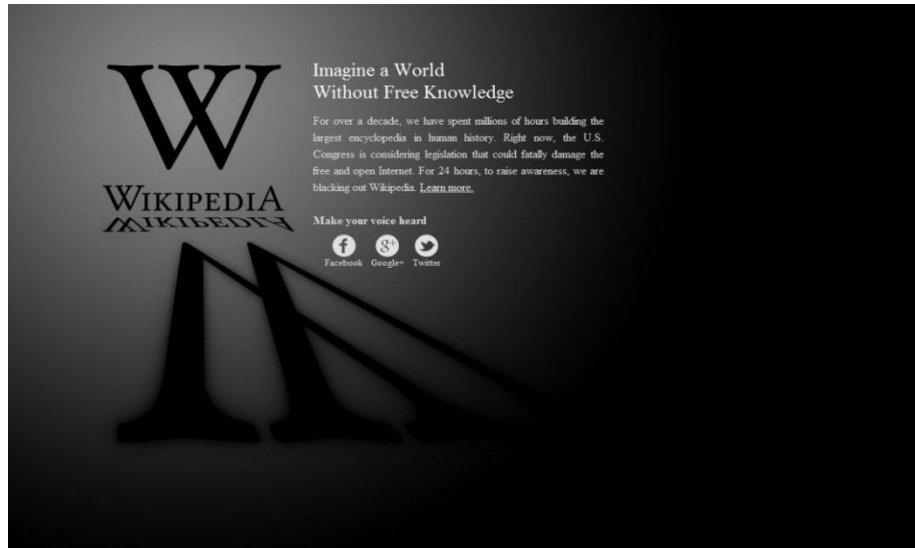 W
WIKIPEDIA
Imagine a World
Without Free Knowledge
For over a decade, we have spent millions of hours building the
largest encyclopedia in human history. Right now, the U.S.
Congress is considering legislation that could fatally damage the
free and open Internet. For 24 hours, to raise awareness, we are
blacking out Wikipedia. Learn more.
Make your voice heard
Facebook Google+ Twitter